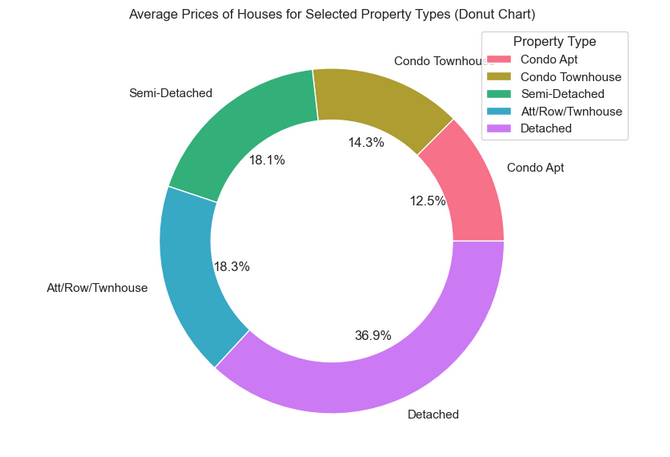 Average Prices of Houses for Selected Property Types (Donut Chart)
Property Type
Condo Apt
Condo Townhouse
Semi-Detached
Att/Row/Twnhouse
Detached
Condo Townhouse
Semi-Detached
14.3%
18.1%
Condo Apt
12.5%
18.3%
Att/Row/Twnhouse
36.9%
Detached